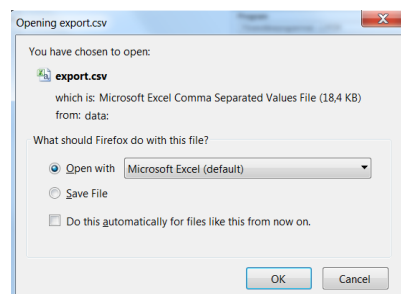 Opening export.csv
You have chosen to open:
export.csv
which is: Microsoft Excel Comma Separated Values File (18,4 KB)
from: data:
What should Firefox do with this file?
Open with Microsoft Excel (default)
Save File
Do this automatically for files like this from now on.
OK Cancel